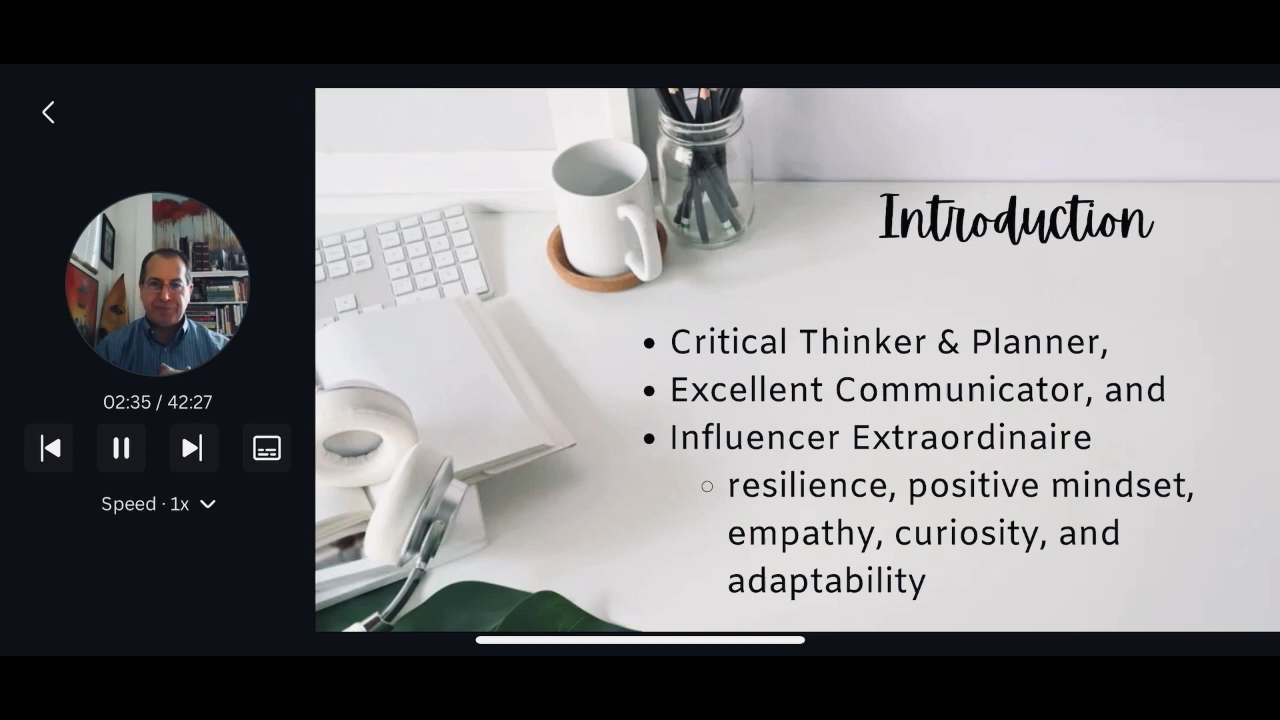 Introduction
02:35 / 42:27
Speed · 1x
• Critical Thinker & Planner,
• Excellent Communicator, and
• Influencer Extraordinaire
○ resilience, positive mindset,
empathy, curiosity, and
adaptability